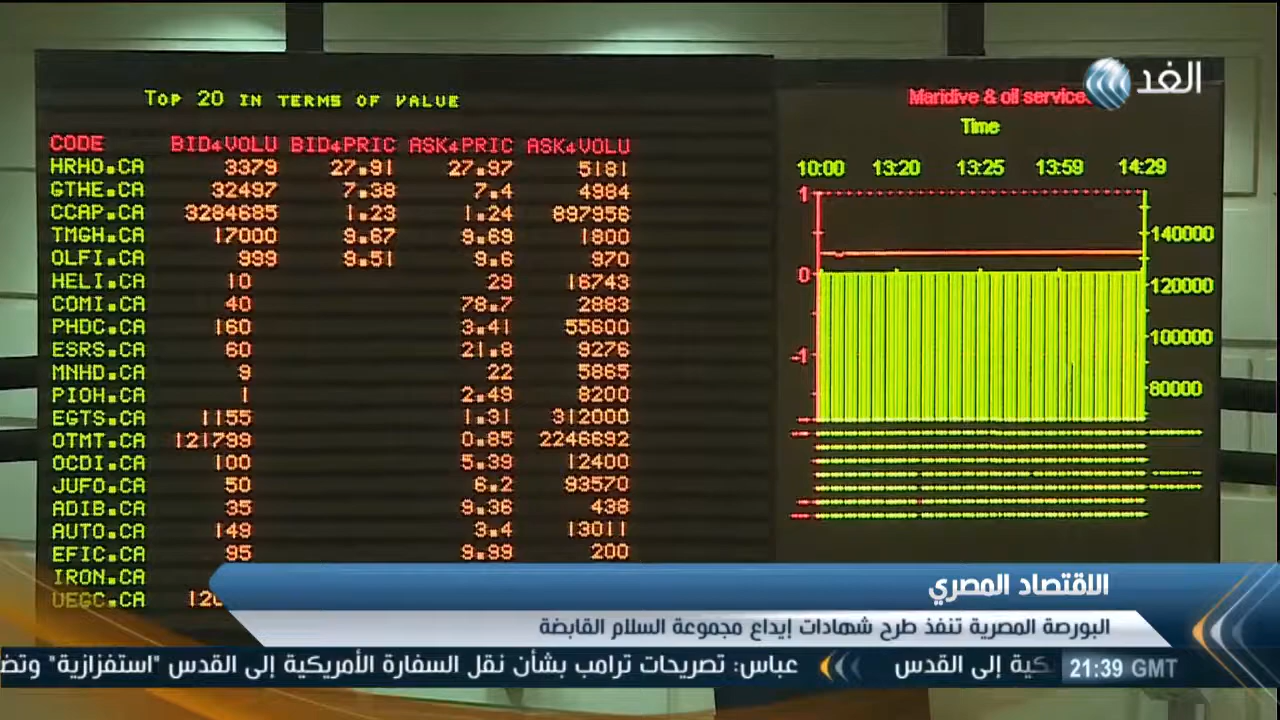 الغد
Top 20 in terms of value
CODE BID4VOLU BID4PRIC ASK4PRIC ASK4VOLU
HRHO.CA 3379 27.91 27.97 5181
GTHE.CA 32497 7.38 7.4 4984
CCAP.CA 3284685 1.23 1.24 897956
TMGH.CA 17000 9.67 9.69 1800
OLFI.CA 999 9.51 9.6 970
HELI.CA 10 29 16743
COMI.CA 40 78.7 2883
PHDC.CA 160 3.41 55600
ESRS.CA 60 21.8 9276
MNHD.CA 9 22 5865
PIOH.CA 1 2.49 8200
EGTS.CA 1155 1.31 312000
OTMT.CA 121799 0.85 2246692
OCDI.CA 100 5.39 12400
JUFO.CA 50 6.2 93570
ADIB.CA 35 9.36 438
AUTO.CA 149 3.4 13011
EFIC.CA 95 9.99 200
IRON.CA
UEGC.CA
Maridive & oil service
Time
10:00 13:20 13:25 13:59 14:29
1
140000
0
120000
100000
-1
80000
الاقتصاد المصري
البورصة المصرية تنفذ طرح شهادات إيداع مجموعة السلام القابضة
كية إلى القدس عباس: تصريحات ترامب بشأن نقل السفارة الأمريكية إلى القدس "استفزازية" وتض
21:39 GMT